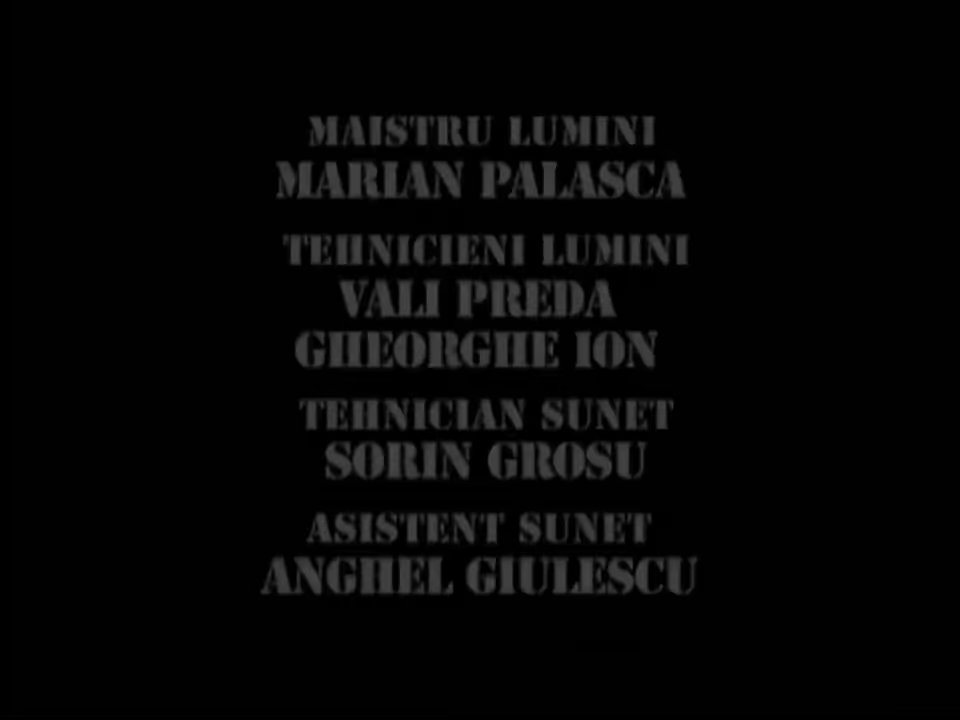 MAISTRU LUMINI
MARIAN PALASCA
TEHNICIENI LUMINI
VALI PREDA
GHEORGHE ION
TEHNICIAN SUNET
SORIN GROSU
ASISTENT SUNET
ANGHEL GIULESCU